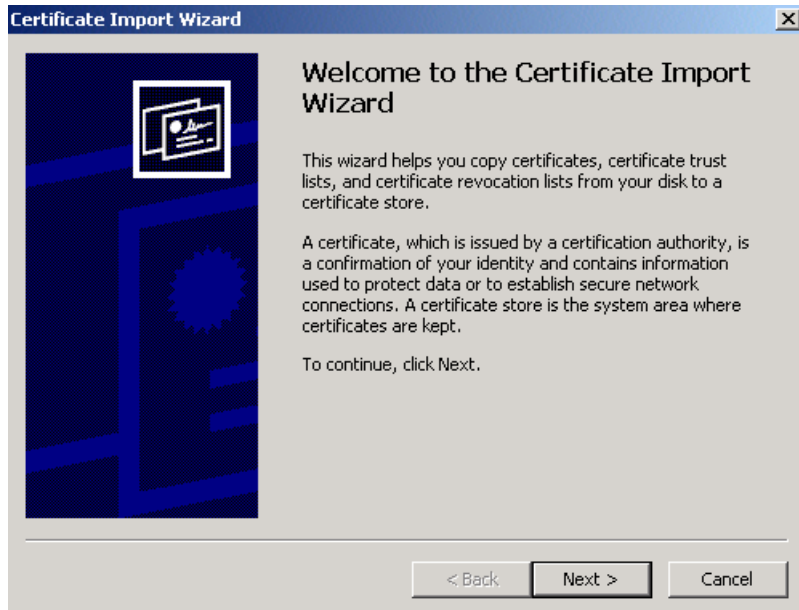 Certificate Import Wizard
Welcome to the Certificate Import
Wizard
This wizard helps you copy certificates, certificate trust
lists, and certificate revocation lists from your disk to a
certificate store.
A certificate, which is issued by a certification authority, is
a confirmation of your identity and contains information
used to protect data or to establish secure network
connections. A certificate store is the system area where
certificates are kept.
To continue, click Next.
< Back Next > Cancel